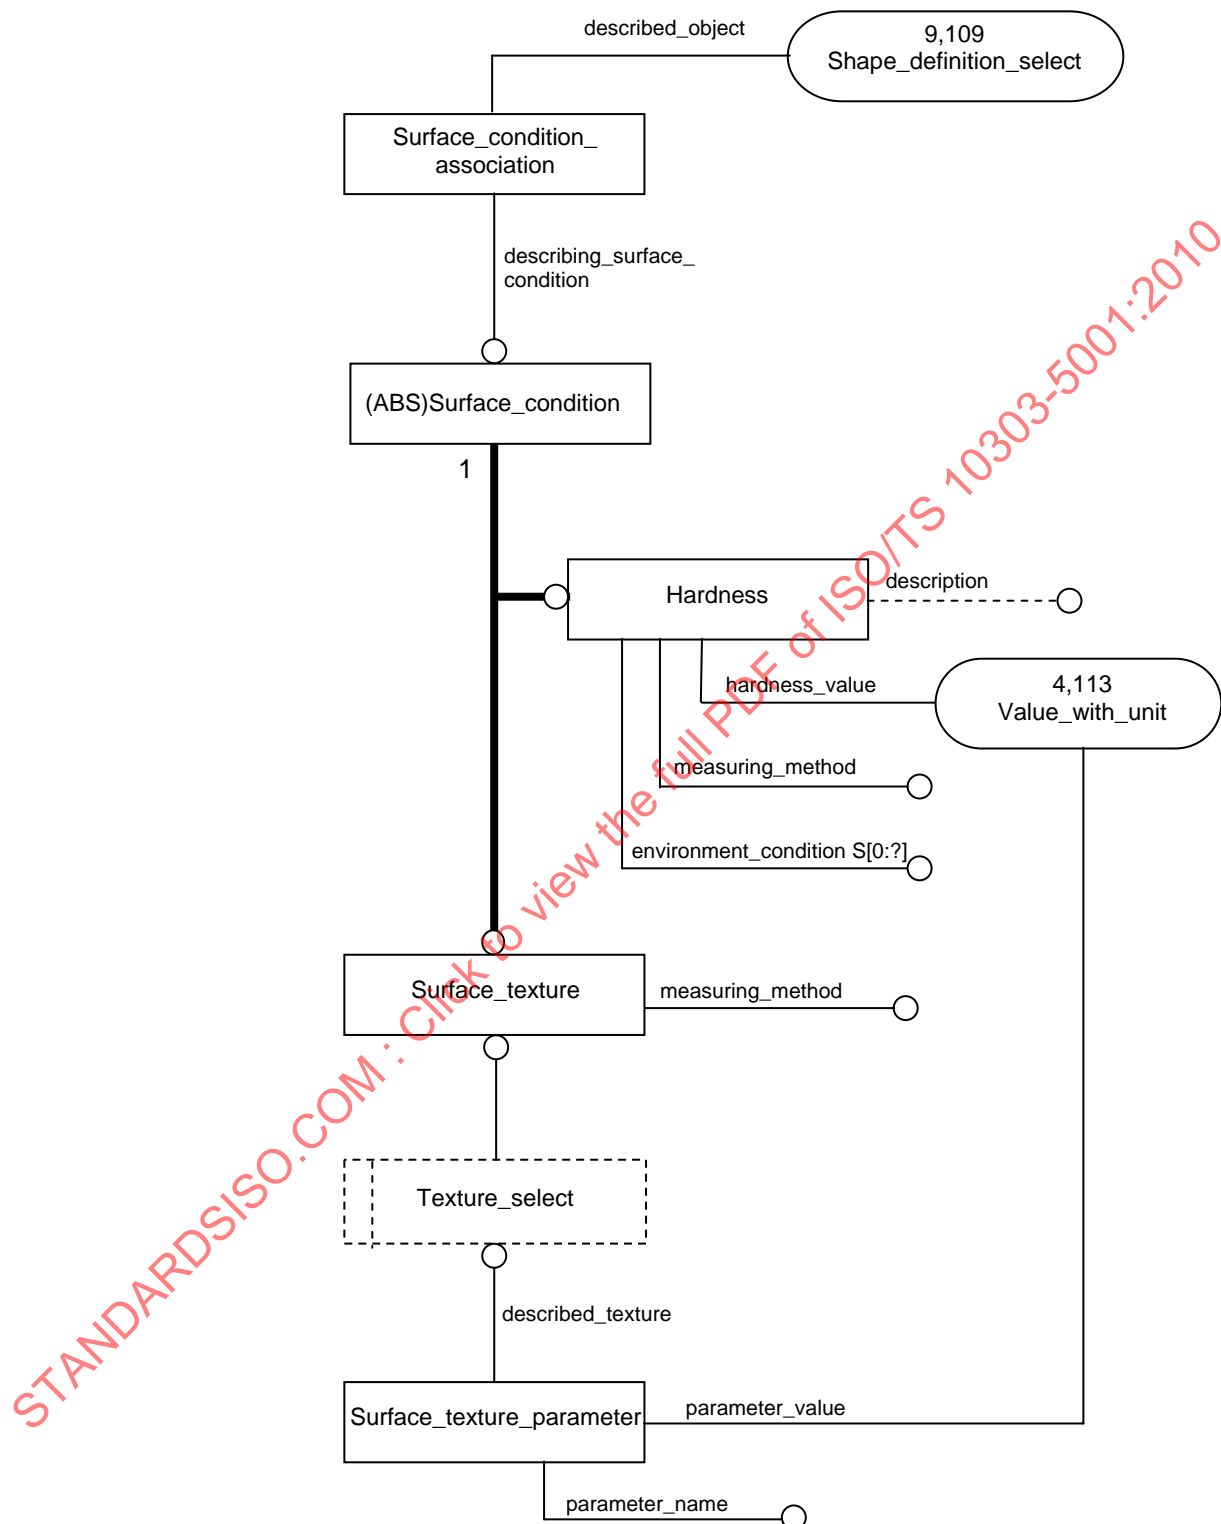 described_object
9,109
Shape_definition_select
Surface_condition_
association
describing_surface_
condition
(ABS)Surface_condition
1
Hardness
description
hardness_value
4,113
Value_with_unit
measuring_method
environment_condition S[0:?]
Surface_texture
measuring_method
Texture_select
described_texture
Surface_texture_parameter
parameter_value
parameter_name
STANDARDSISO.COM : Click to view the full PDF of ISO/TS 10303-5001:2010